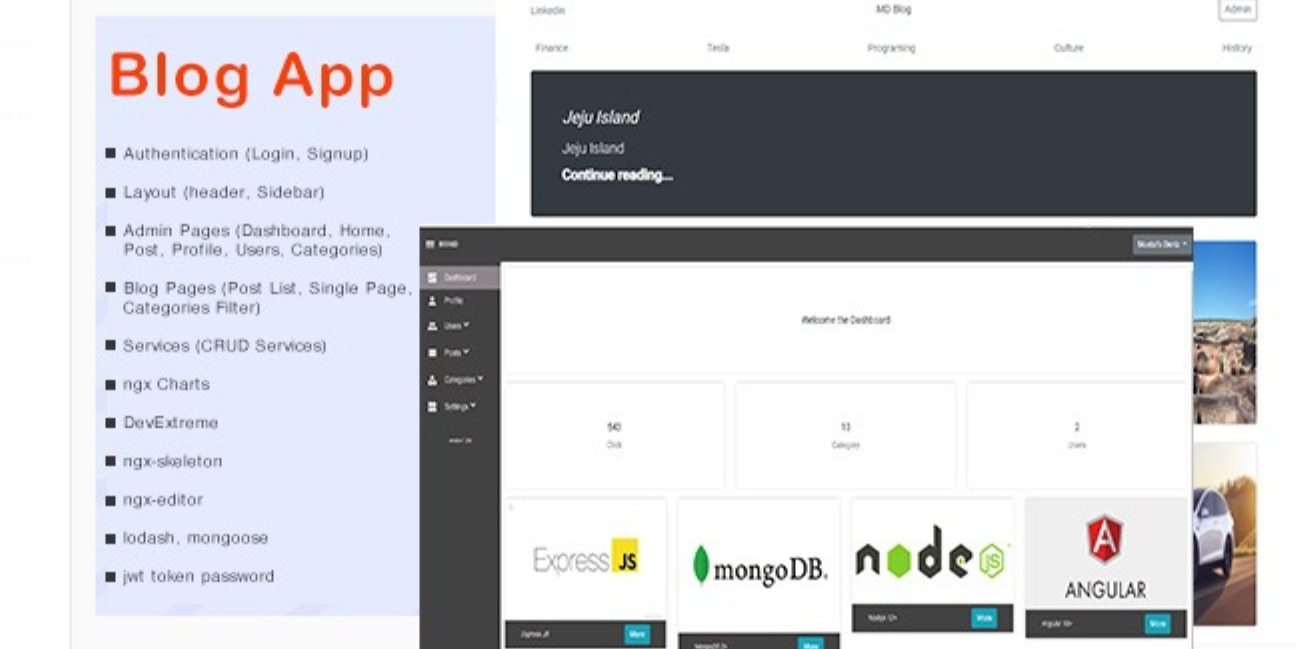 Blog App
Authentication (Login, Signup)
Layout (header, Sidebar)
Admin Pages (Dashboard, Home,
Post, Profile, Users, Categories)
Blog Pages (Post List, Single Page,
Categories Filter)
Services (CRUD Services)
ngx Charts
DevExtreme
ngx-skeleton
ngx-editor
lodash, mongoose
jwt token password
Linkedin
MD Blog
Admin
Finance
Tesla
Programing
Culture
History
Jeju Island
Jeju Island
Continue reading...
Dashboard
Profile
Users
Posts
Categories
Settings
Welcome the Dashboard
540
Click
13
Category
2
Users
Express JS
mongoDB.
node JS
ANGULAR
Express JS
More
MongoDB
More
More
More